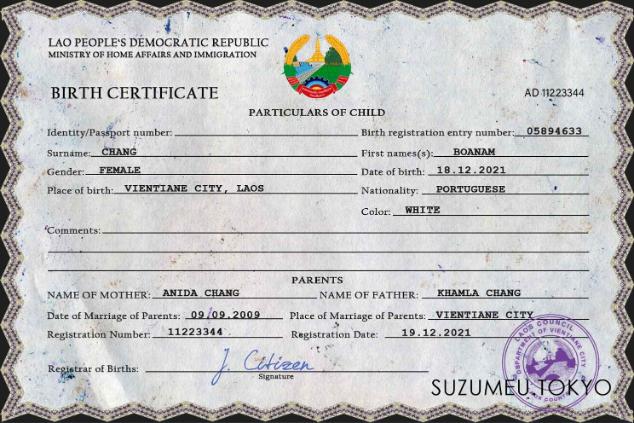 LAO PEOPLE'S DEMOCRATIC REPUBLIC
MINISTRY OF HOME AFFAIRS AND IMMIGRATION
BIRTH CERTIFICATE
AD 11223344
PARTICULARS OF CHILD
Identity/Passport number: Birth registration entry number: 05894633
Surname: CHANG First names(s): BOANAM
Gender: FEMALE Date of birth: 18.12.2021
Place of birth: VIENTIANE CITY, LAOS Nationality: PORTUGUESE
Color: WHITE
Comments:
PARENTS
NAME OF MOTHER: ANIDA CHANG NAME OF FATHER: KHAMLA CHANG
Date of Marriage of Parents: 09.09.2009 Place of Marriage of Parents: VIENTIANE CITY
Registration Number: 11223344 Registration Date: 19.12.2021
Registrar of Births: J. Citizen
Signature
LAOS COUNCIL
DEPARTMENT OF VIENTIANE CITY
SUZUMEU.TOKYO